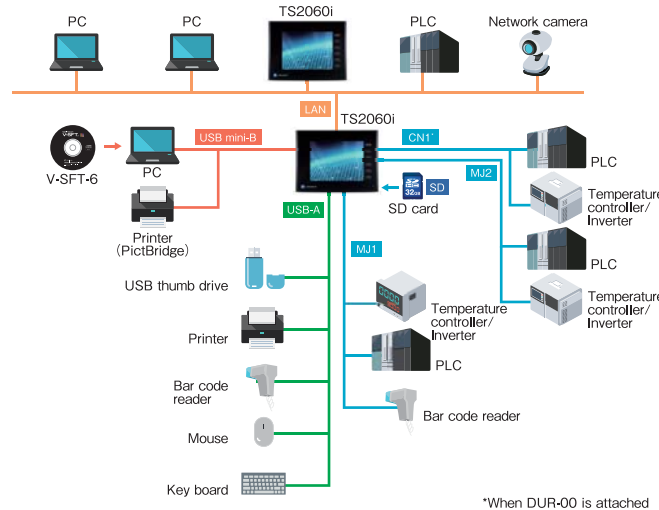 PC
PC
TS2060i
PLC
Network camera
LAN
TS2060i
V-SFT-6
PC
USB mini-B
CN1*
PLC
MJ2
Temperature
controller/
Inverter
Printer
(PictBridge)
USB-A
32GB
SD
SD card
PLC
MJ1
USB thumb drive
Temperature
controller/
Inverter
Temperature
controller/
Inverter
Printer
PLC
Bar code
reader
Bar code reader
Mouse
Key board
*When DUR-00 is attached